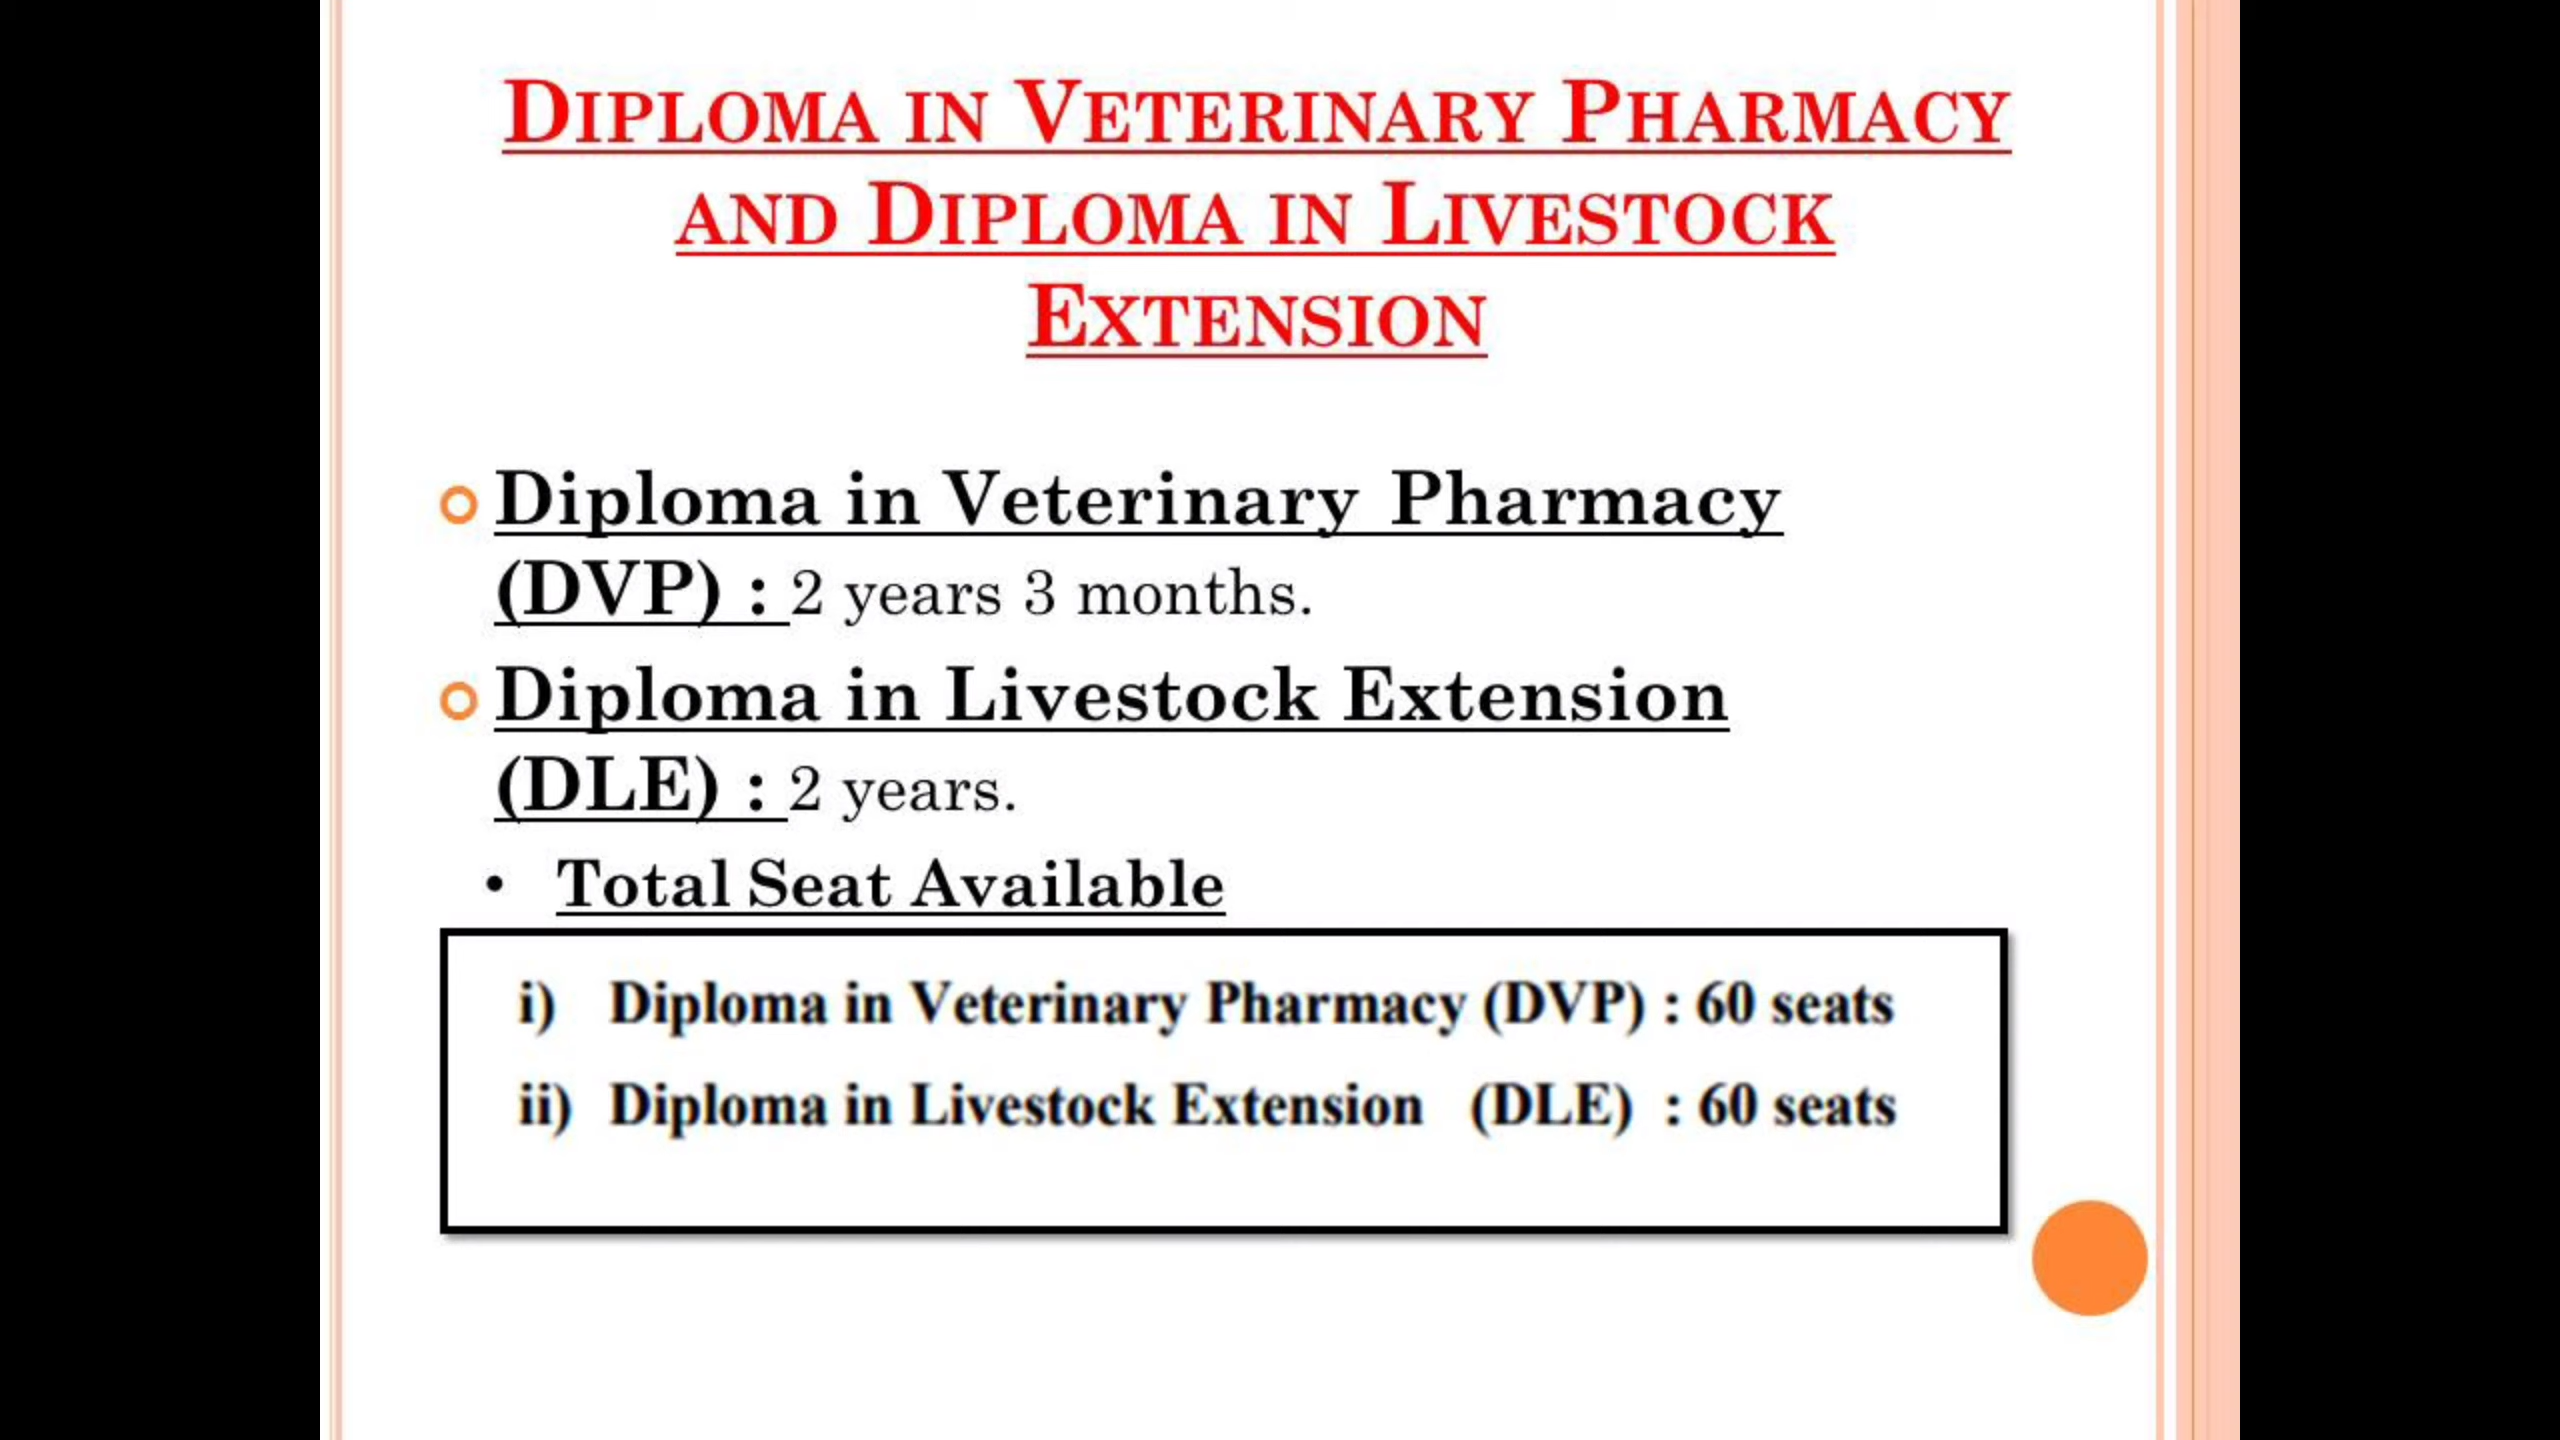 DIPLOMA IN VETERINARY PHARMACY
AND DIPLOMA IN LIVESTOCK
EXTENSION
Diploma in Veterinary Pharmacy
(DVP) : 2 years 3 months.
Diploma in Livestock Extension
(DLE) : 2 years.
• Total Seat Available
i) Diploma in Veterinary Pharmacy (DVP) : 60 seats
ii) Diploma in Livestock Extension (DLE) : 60 seats